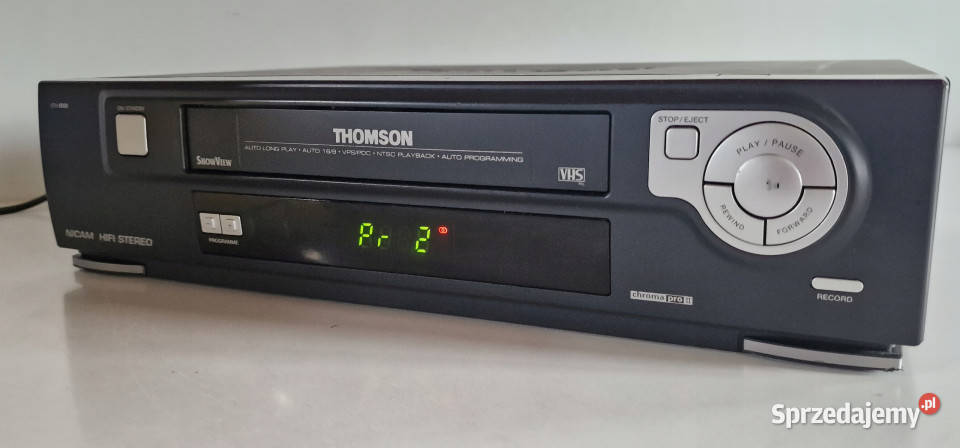 ON / STANDBY
THOMSON
AUTO LONG PLAY • AUTO 16/9 • VPS/PDC • NTSC PLAYBACK • AUTO PROGRAMMING
SHOWVIEW
VHS
STOP / EJECT
PLAY / PAUSE
REWIND
FORWARD
PROGRAMME
Pr 2
NICAM HIFI STEREO
chroma pro II
RECORD
Sprzedajemy.pl